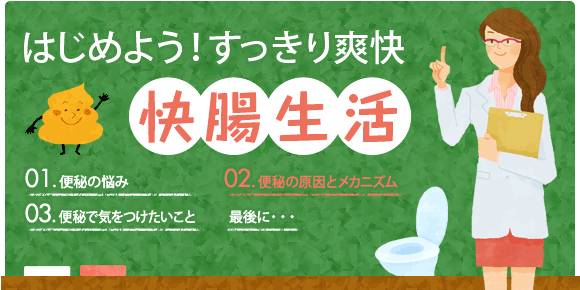 はじめよう！すっきり爽快
快腸生活
01.便秘の悩み
02.便秘の原因とメカニズム
03.便秘で気をつけたいこと
最後に・・・